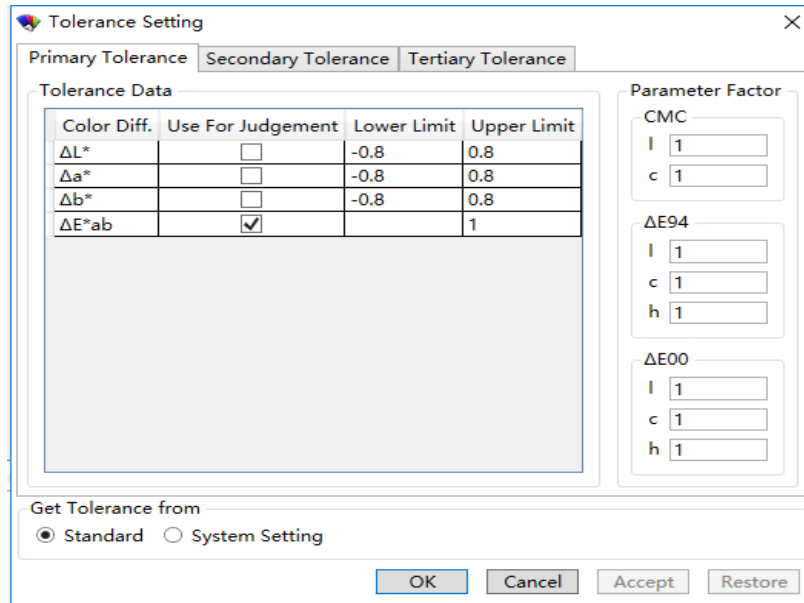 Tolerance Setting
Primary Tolerance Secondary Tolerance Tertiary Tolerance
Tolerance Data
Color Diff. Use For Judgement Lower Limit Upper Limit
ΔL* -0.8 0.8
Δa* -0.8 0.8
Δb* -0.8 0.8
ΔE*ab 1
Parameter Factor
CMC
l 1
c 1
ΔE94
l 1
c 1
h 1
ΔE00
l 1
c 1
h 1
Get Tolerance from
Standard System Setting
OK Cancel Accept Restore